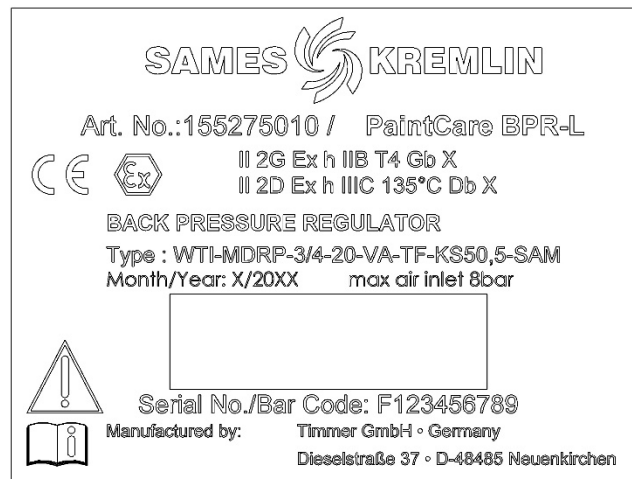 SAMES KREMLIN
Art. No.:155275010 / PaintCare BPR-L
CE Ex II 2G Ex h IIB T4 Gb X
II 2D Ex h IIIC 135°C Db X
BACK PRESSURE REGULATOR
Type : WTI-MDRP-3/4-20-VA-TF-KS50,5-SAM
Month/Year: X/20XX max air inlet 8bar
Serial No./Bar Code: F123456789
Manufactured by: Timmer GmbH • Germany
Dieselstraße 37 • D-48485 Neuenkirchen